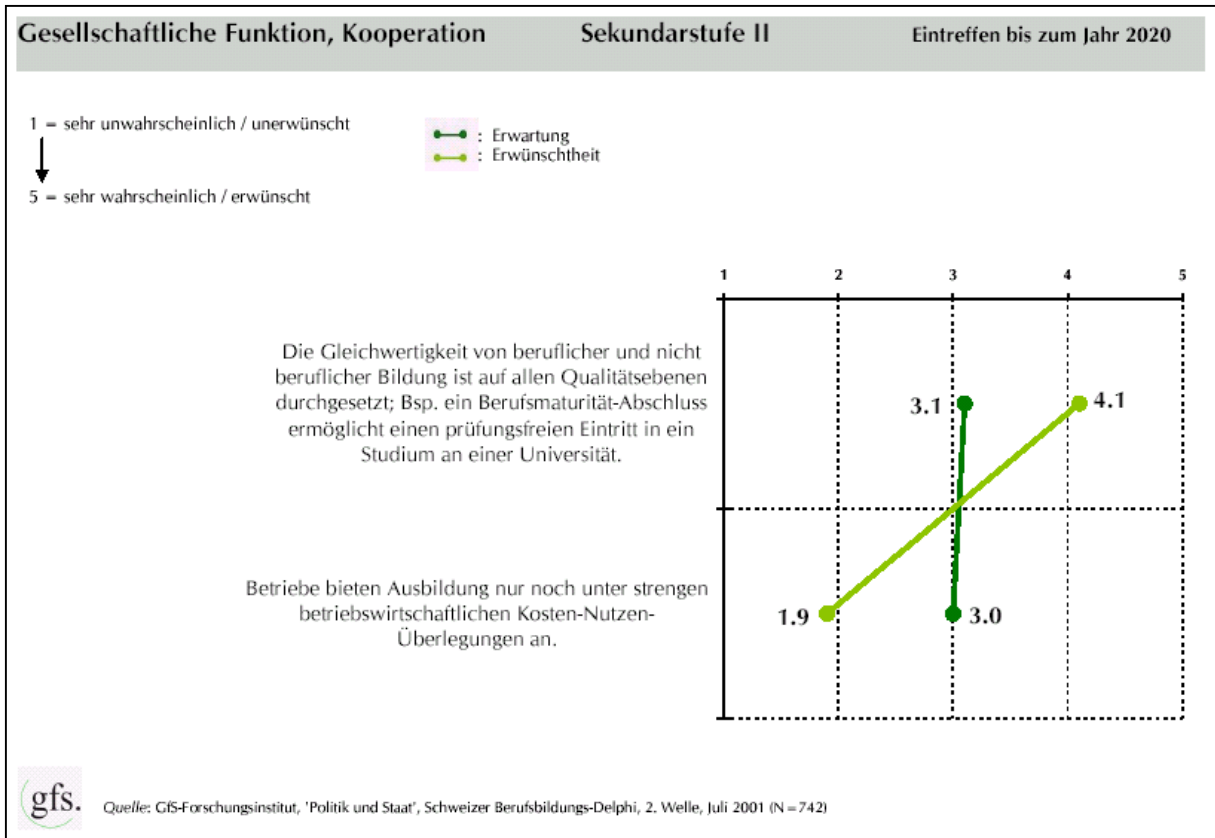 Gesellschaftliche Funktion, Kooperation Sekundarstufe II Eintreffen bis zum Jahr 2020
1 = sehr unwahrscheinlich / unerwünscht
5 = sehr wahrscheinlich / erwünscht
: Erwartung
: Erwünschtheit
1 2 3 4 5
Die Gleichwertigkeit von beruflicher und nicht
beruflicher Bildung ist auf allen Qualitätsebenen
durchgesetzt; Bsp. ein Berufsmaturität-Abschluss
ermöglicht einen prüfungsfreien Eintritt in ein
Studium an einer Universität.
3.1 4.1
Betriebe bieten Ausbildung nur noch unter strengen
betriebswirtschaftlichen Kosten-Nutzen-
Überlegungen an.
1.9 3.0
gfs.
Quelle: GfS-Forschungsinstitut, 'Politik und Staat', Schweizer Berufsbildungs-Delphi, 2. Welle, Juli 2001 (N=742)